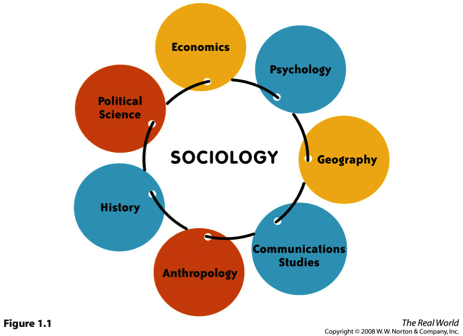 Economics
Psychology
Political
Science
SOCIOLOGY
Geography
History
Communications
Studies
Anthropology
Figure 1.1
The Real World
Copyright © 2008 W. W. Norton & Company, Inc.